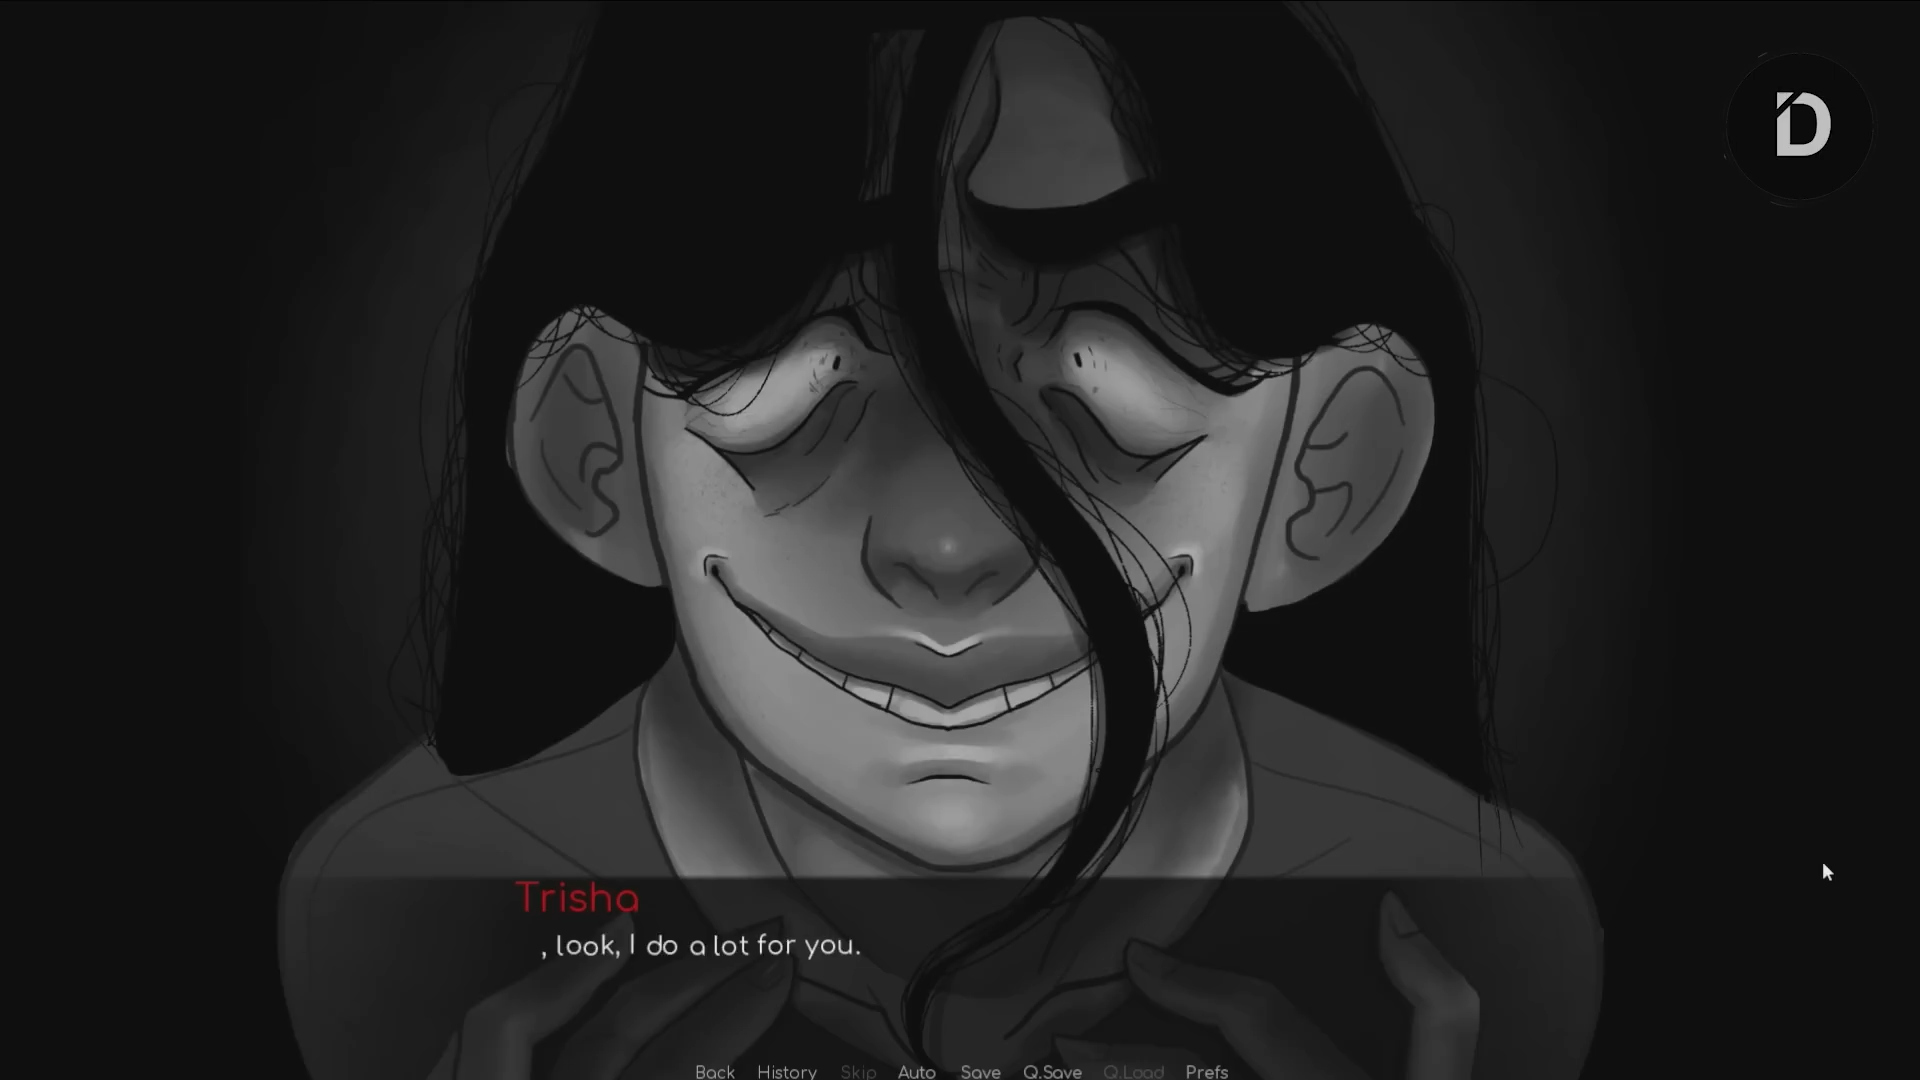 D
Trisha
, look, I do a lot for you.
Back History Skip Auto Save Q.Save Q.Load Prefs